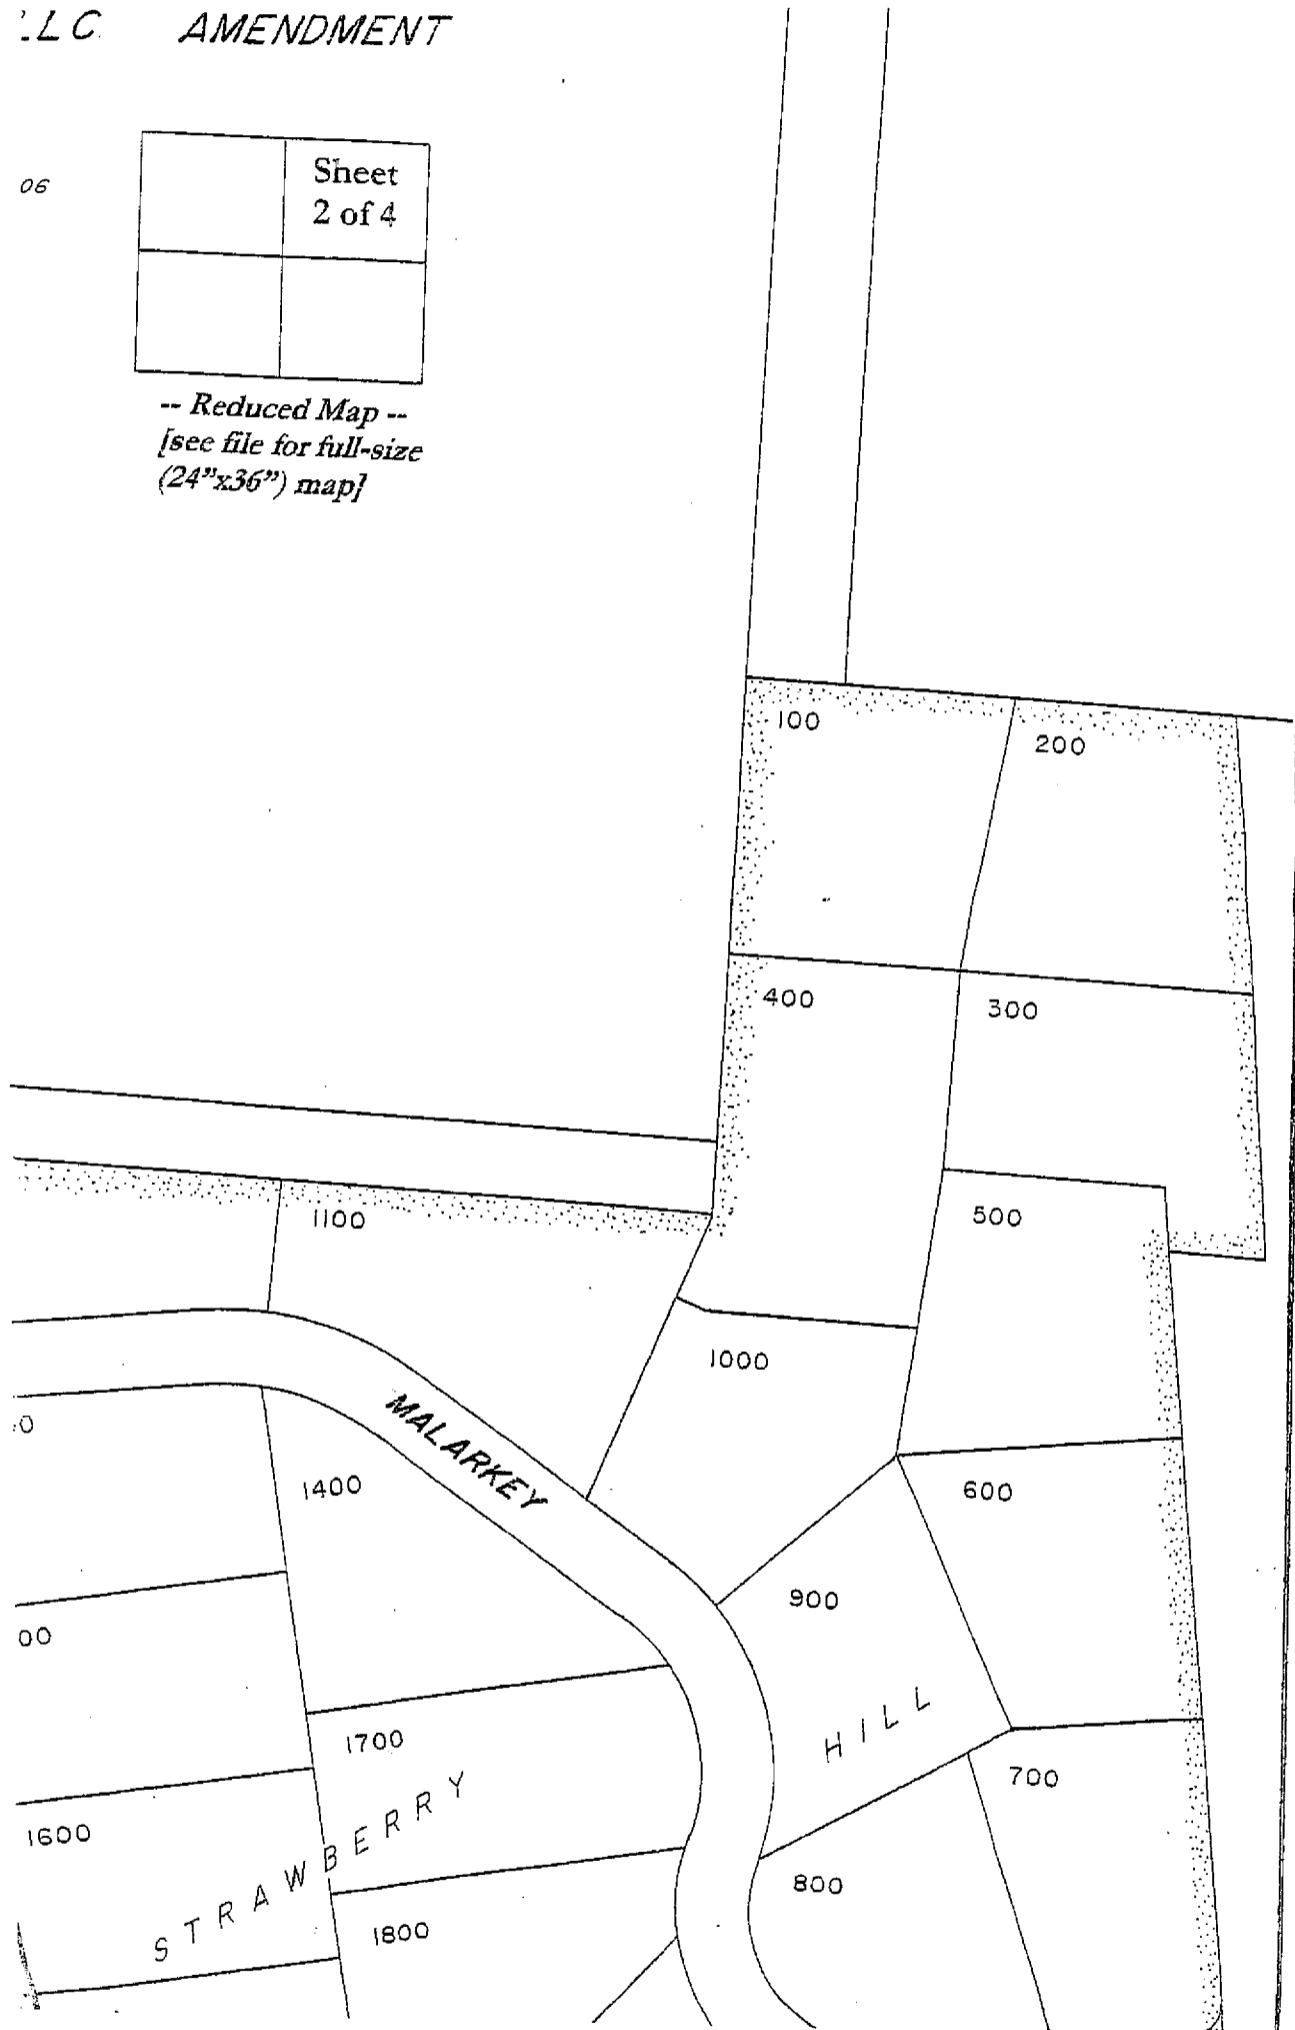 LLC AMENDMENT
06
Sheet
2 of 4
-- Reduced Map --
[see file for full-size
(24”x36”) map]
100
200
400
300
1100
500
1000
MALARKEY
1400
600
900
00
1700
HILL
700
1600
STRAWBERRY
800
1800